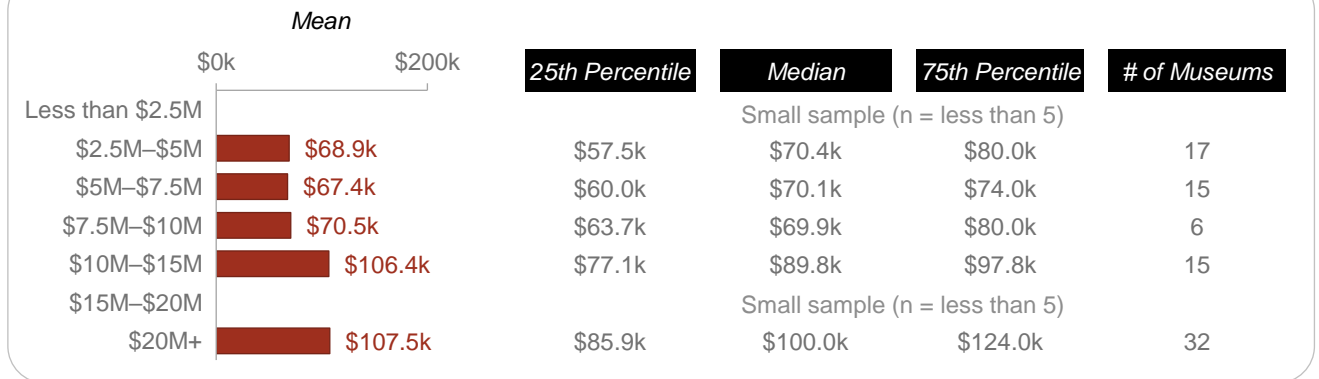 Mean
$0k $200k
25th Percentile Median 75th Percentile # of Museums
Less than $2.5M Small sample (n = less than 5)
$2.5M–$5M $68.9k $57.5k $70.4k $80.0k 17
$5M–$7.5M $67.4k $60.0k $70.1k $74.0k 15
$7.5M–$10M $70.5k $63.7k $69.9k $80.0k 6
$10M–$15M $106.4k $77.1k $89.8k $97.8k 15
$15M–$20M Small sample (n = less than 5)
$20M+ $107.5k $85.9k $100.0k $124.0k 32